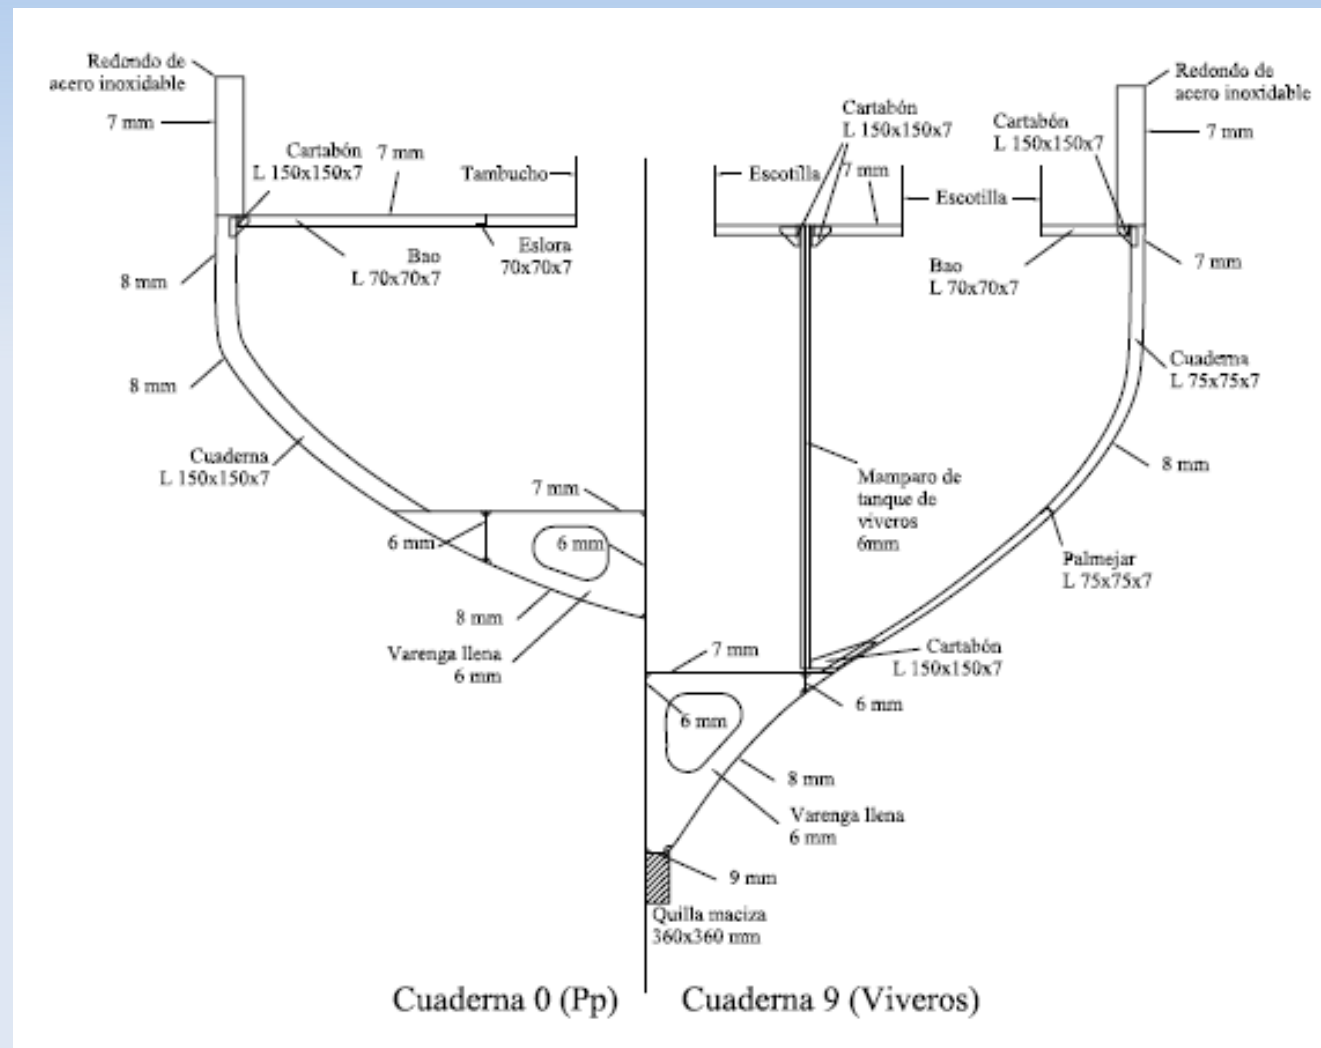 Redondo de
acero inoxidable
7 mm
Cartabón
L 150x150x7
7 mm
Tambucho
Bao
L 70x70x7
Eslora
70x70x7
8 mm
8 mm
Cuaderna
L 150x150x7
7 mm
6 mm
6 mm
8 mm
Varenga llena
6 mm
Redondo de
acero inoxidable
7 mm
Cartabón
L 150x150x7
Cartabón
L 150x150x7
Escotilla
7 mm
Escotilla
Bao
L 70x70x7
7 mm
Cuaderna
L 75x75x7
8 mm
Mamparo de
tanque de
viveros
6mm
Palmejar
L 75x75x7
7 mm
Cartabón
L 150x150x7
6 mm
6 mm
8 mm
Varenga llena
6 mm
9 mm
Quilla maciza
360x360 mm
Cuaderna 0 (Pp)
Cuaderna 9 (Viveros)